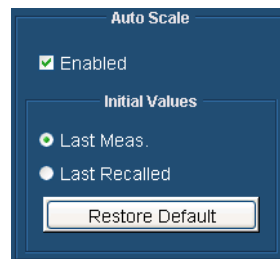 Auto Scale
Enabled
Initial Values
Last Meas.
Last Recalled
Restore Default